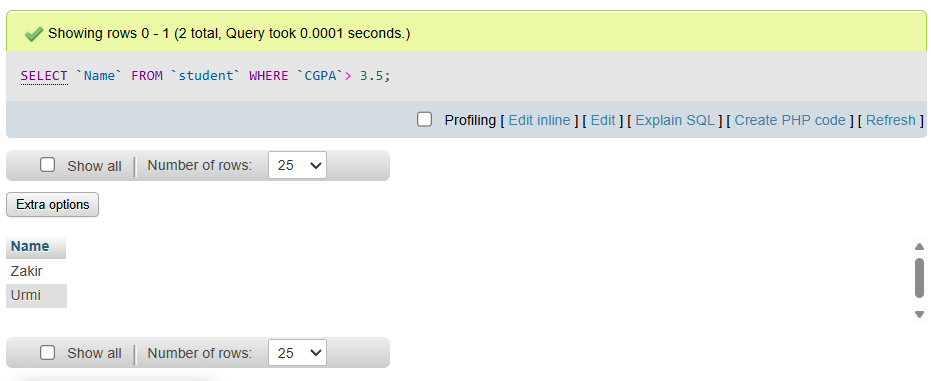 Showing rows 0 - 1 (2 total, Query took 0.0001 seconds.)
SELECT `Name` FROM `student` WHERE `CGPA`> 3.5;
Profiling [ Edit inline ] [ Edit ] [ Explain SQL ] [ Create PHP code ] [ Refresh ]
Show all | Number of rows: 25
Extra options
Name
Zakir
Urmi
Show all | Number of rows: 25